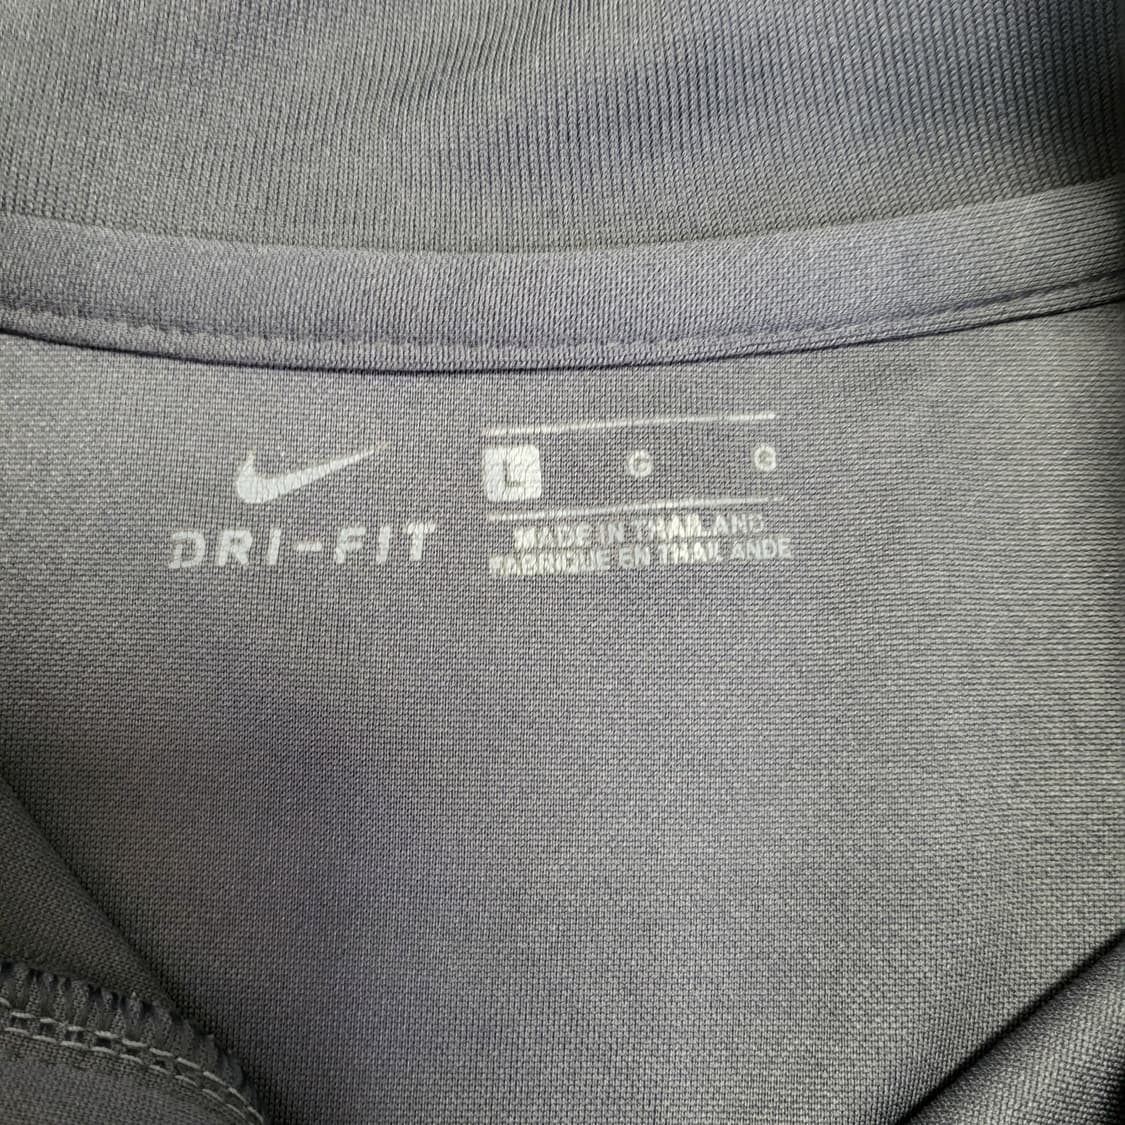 DRI-FIT
L G G
MADE IN THAILAND
FABRIQUE EN THAILANDE